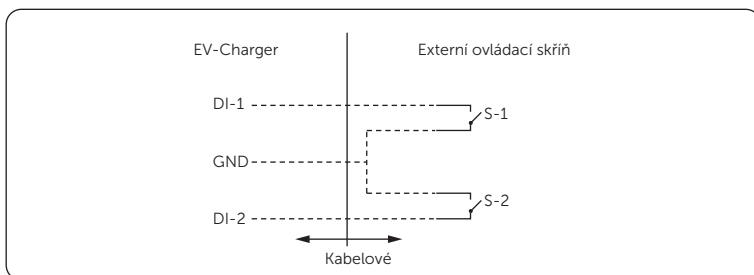 EV-Charger
Externí ovládací skříň
DI-1
S-1
GND
S-2
DI-2
Kabelové